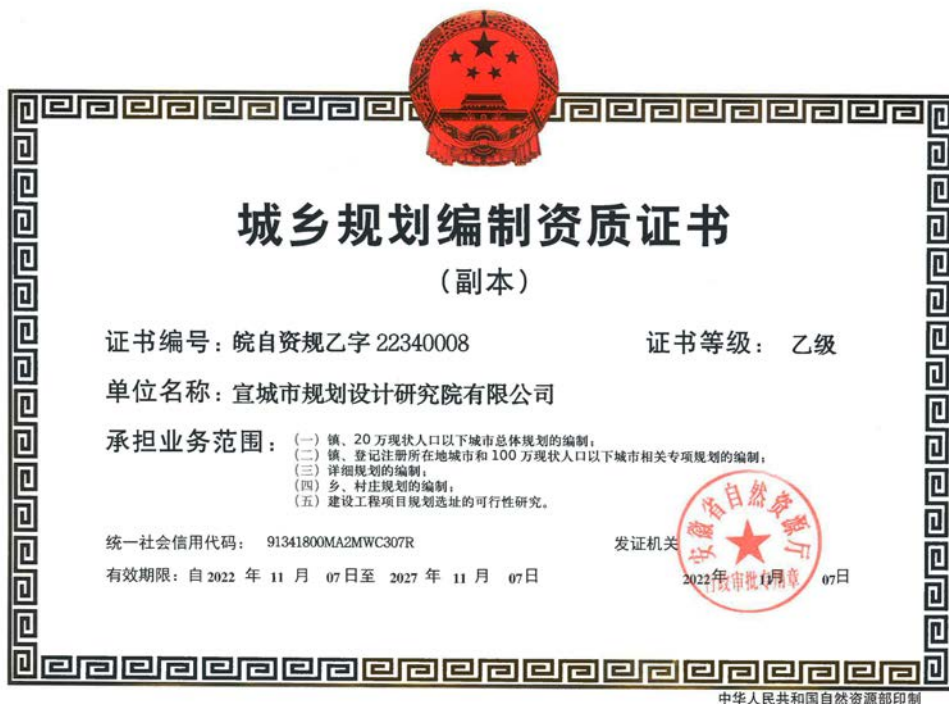 城乡规划编制资质证书
（副本）
证书编号：皖自资规乙字 22340008 证书等级： 乙级
单位名称：宣城市规划设计研究院有限公司
承担业务范围：（一）镇、20 万现状人口以下城市总体规划的编制；
（二）镇、登记注册所在地城市和 100 万现状人口以下城市相关专项规划的编制；
（三）详细规划的编制；
（四）乡、村庄规划的编制；
（五）建设工程项目规划选址的可行性研究。
统一社会信用代码： 91341800MA2MWC307R 发证机关
安徽省自然资源厅
行政审批专用章
有效期限：自 2022 年 11 月 07日至 2027 年 11 月 07日 2022年 11月 07日
中华人民共和国自然资源部印制